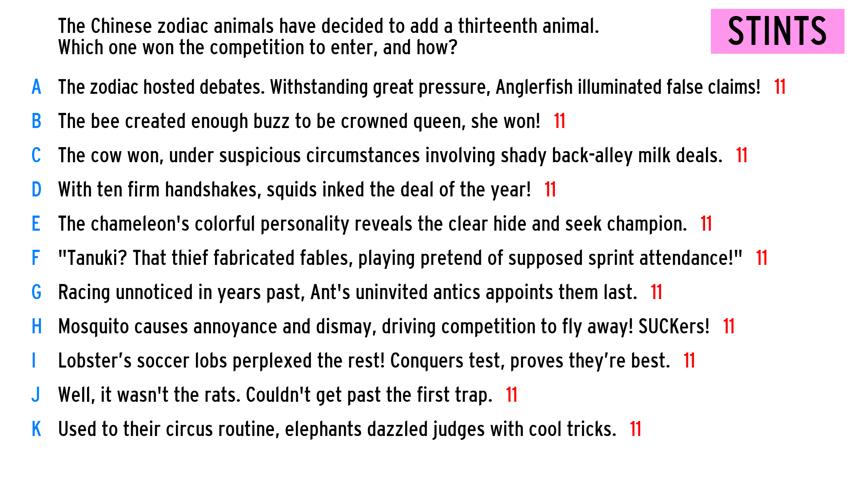 The Chinese zodiac animals have decided to add a thirteenth animal.
Which one won the competition to enter, and how?
STINTS
A The zodiac hosted debates. Withstanding great pressure, Anglerfish illuminated false claims! 11
B The bee created enough buzz to be crowned queen, she won! 11
C The cow won, under suspicious circumstances involving shady back-alley milk deals. 11
D With ten firm handshakes, squids inked the deal of the year! 11
E The chameleon's colorful personality reveals the clear hide and seek champion. 11
F "Tanuki? That thief fabricated fables, playing pretend of supposed sprint attendance!" 11
G Racing unnoticed in years past, Ant's uninvited antics appoints them last. 11
H Mosquito causes annoyance and dismay, driving competition to fly away! SUCKers! 11
I Lobster’s soccer lobs perplexed the rest! Conquers test, proves they’re best. 11
J Well, it wasn't the rats. Couldn't get past the first trap. 11
K Used to their circus routine, elephants dazzled judges with cool tricks. 11